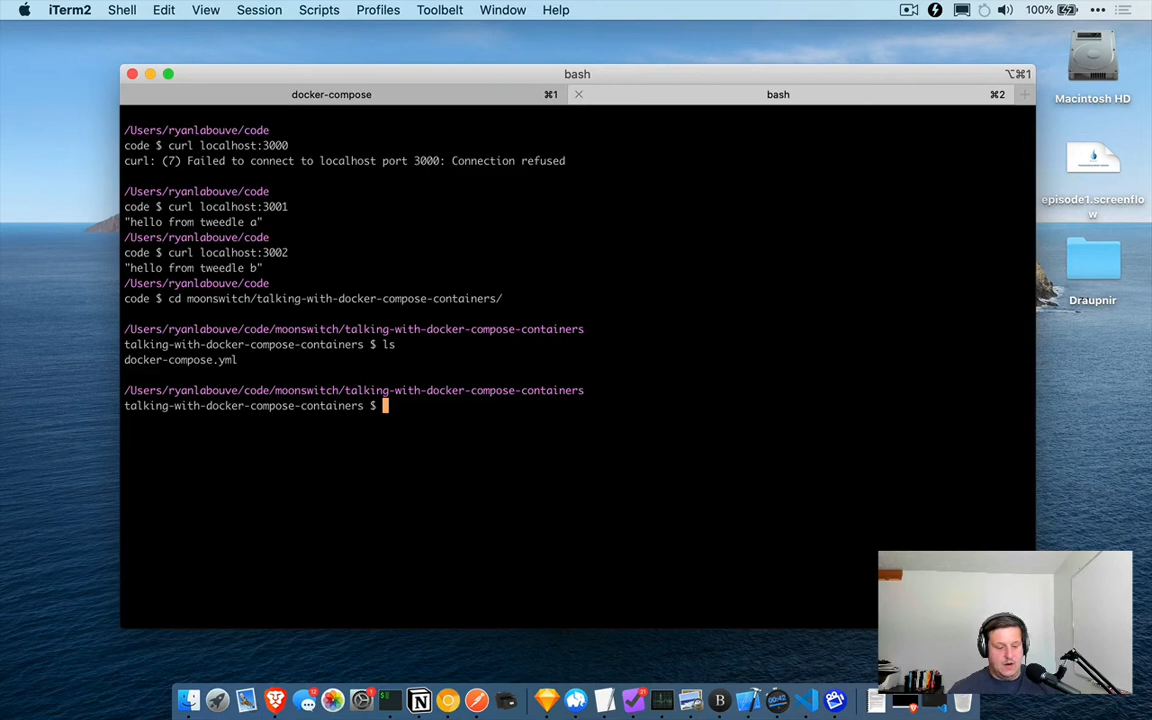 iTerm2 Shell Edit View Session Scripts Profiles Toolbelt Window Help 100%
bash ⌥⌘1
docker-compose ⌘1 bash ⌘2
/Users/ryanlabouve/code
code $ curl localhost:3000
curl: (7) Failed to connect to localhost port 3000: Connection refused
/Users/ryanlabouve/code
code $ curl localhost:3001
"hello from tweedle a"
/Users/ryanlabouve/code
code $ curl localhost:3002
"hello from tweedle b"
/Users/ryanlabouve/code
code $ cd moonswitch/talking-with-docker-compose-containers/
/Users/ryanlabouve/code/moonswitch/talking-with-docker-compose-containers
talking-with-docker-compose-containers $ ls
docker-compose.yml
/Users/ryanlabouve/code/moonswitch/talking-with-docker-compose-containers
talking-with-docker-compose-containers $
Macintosh HD
episode1.screenflo
w
Draupnir